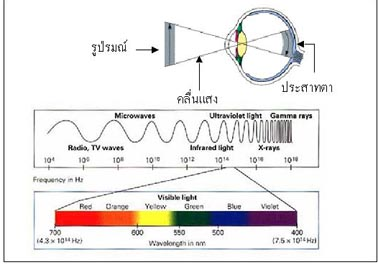 รูปรมณ์
ประสาทตา
คลื่นแสง
Microwaves Ultraviolet light Gamma rays
Radio, TV waves Infrared light X-rays
10⁴ 10⁶ 10⁸ 10¹⁰ 10¹² 10¹⁴ 10¹⁶ 10¹⁸
Frequency in Hz
Visible light
Red Orange Yellow Green Blue Violet
700 600 550 500 400
(4.3 × 10¹⁴ Hz) Wavelength in nm (7.5 × 10¹⁴ Hz)